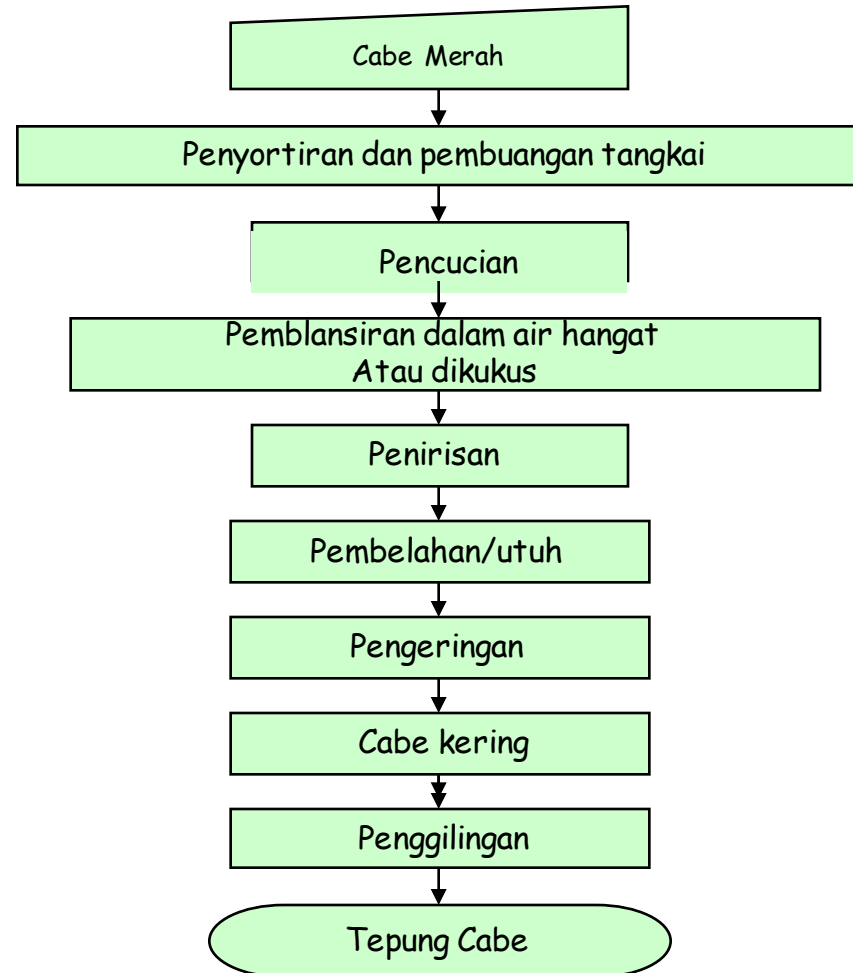 Cabe Merah
Penyortiran dan pembuangan tangkai
Pencucian
Pemblansiran dalam air hangat
Atau dikukus
Penirisan
Pembelahan/utuh
Pengeringan
Cabe kering
Penggilingan
Tepung Cabe